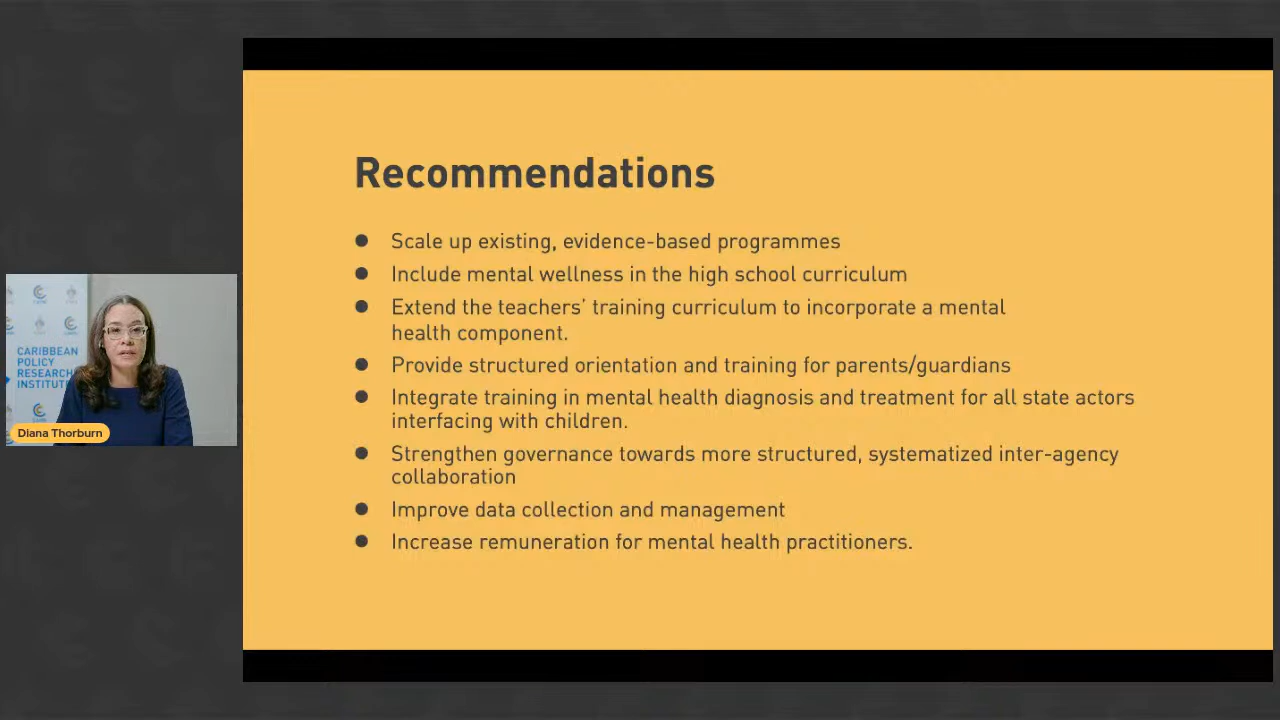 Recommendations
Scale up existing, evidence-based programmes
Include mental wellness in the high school curriculum
Extend the teachers’ training curriculum to incorporate a mental
health component.
Provide structured orientation and training for parents/guardians
Integrate training in mental health diagnosis and treatment for all state actors
interfacing with children.
Strengthen governance towards more structured, systematized inter-agency
collaboration
Improve data collection and management
Increase remuneration for mental health practitioners.
CARIBBEAN
POLICY
RESEARCH
INSTITUT
Diana Thorburn